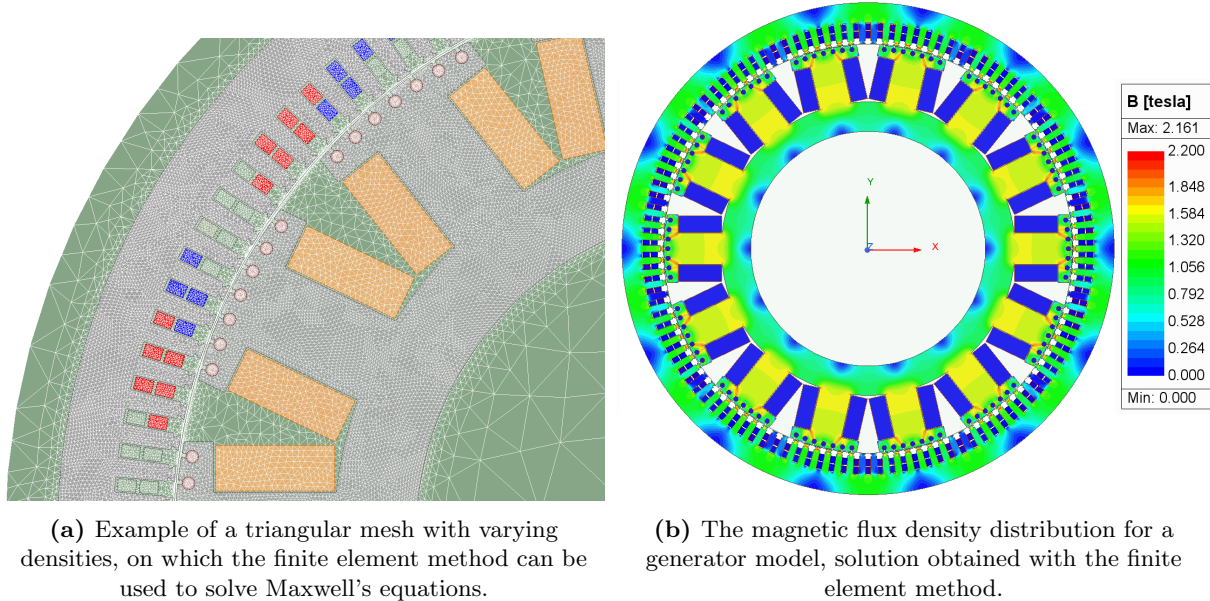 B [tesla]
Max: 2.161
2.200
1.848
1.584
1.320
1.056
0.792
0.528
0.264
0.000
Min: 0.000
Y
Z
X
(a) Example of a triangular mesh with varying
densities, on which the finite element method can be
used to solve Maxwell's equations.
(b) The magnetic flux density distribution for a
generator model, solution obtained with the finite
element method.